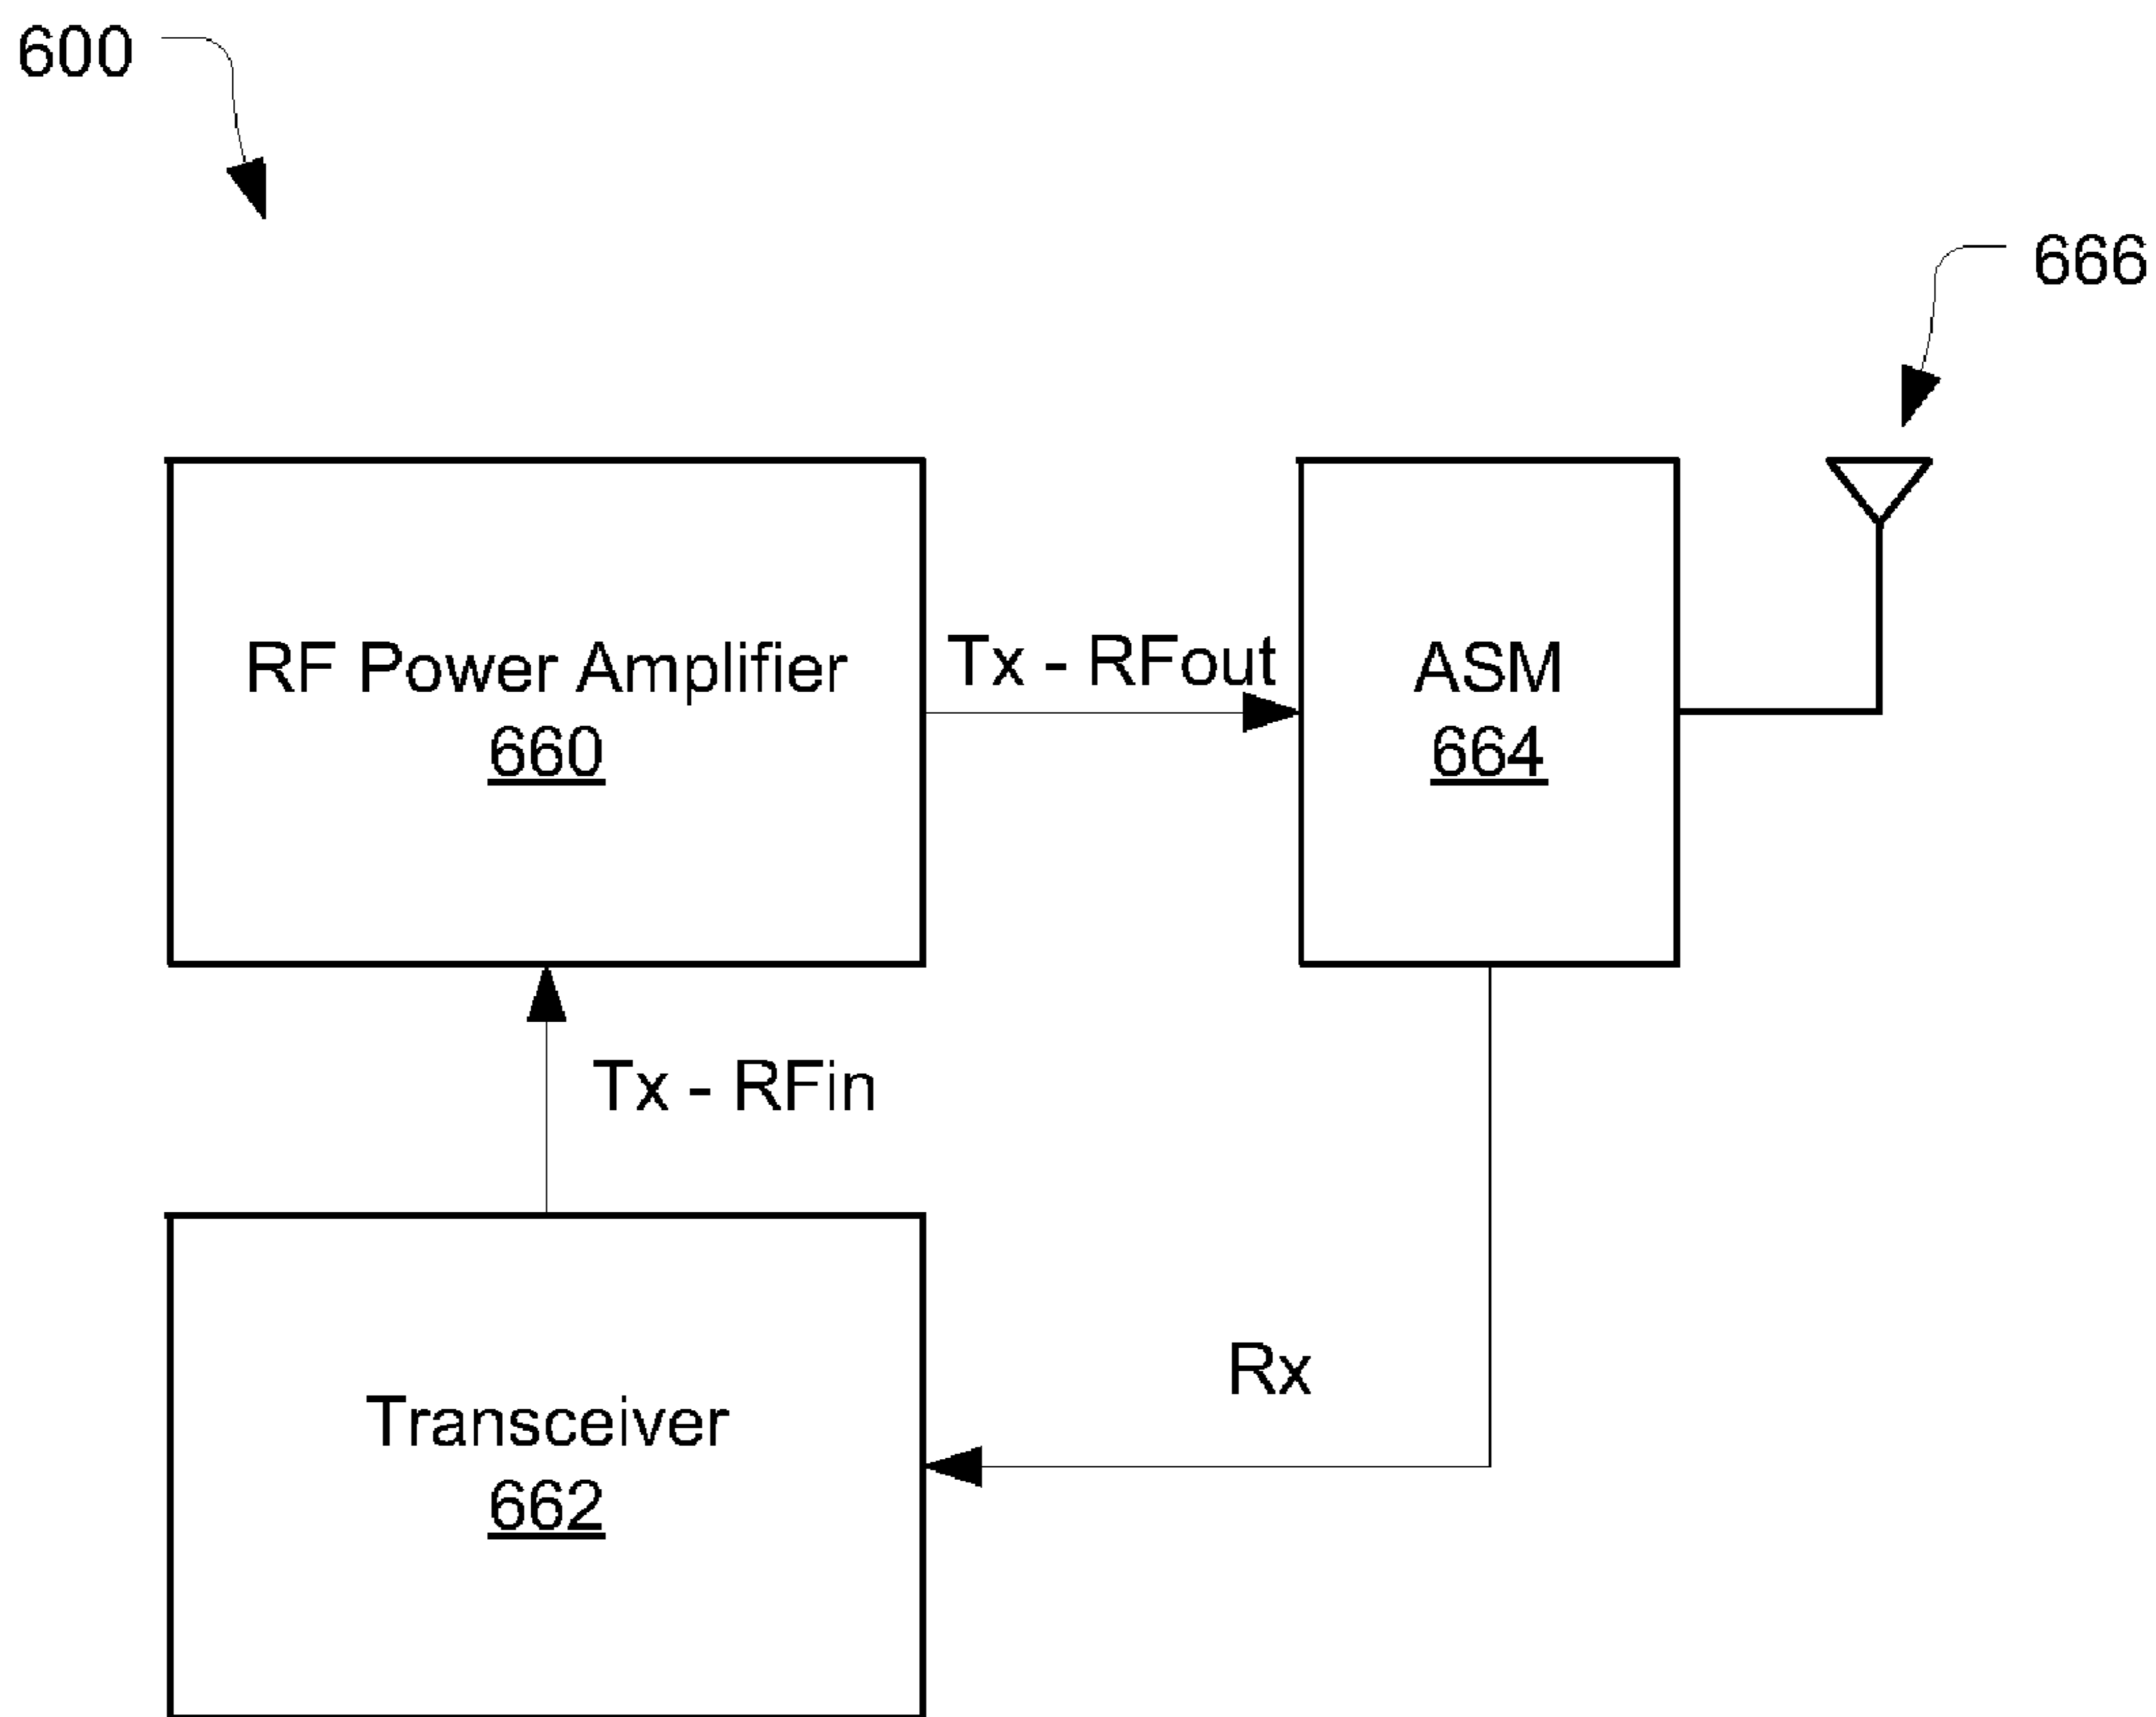 600
666
RF Power Amplifier
660
Tx - RFout
ASM
664
Tx - RFin
Rx
Transceiver
662